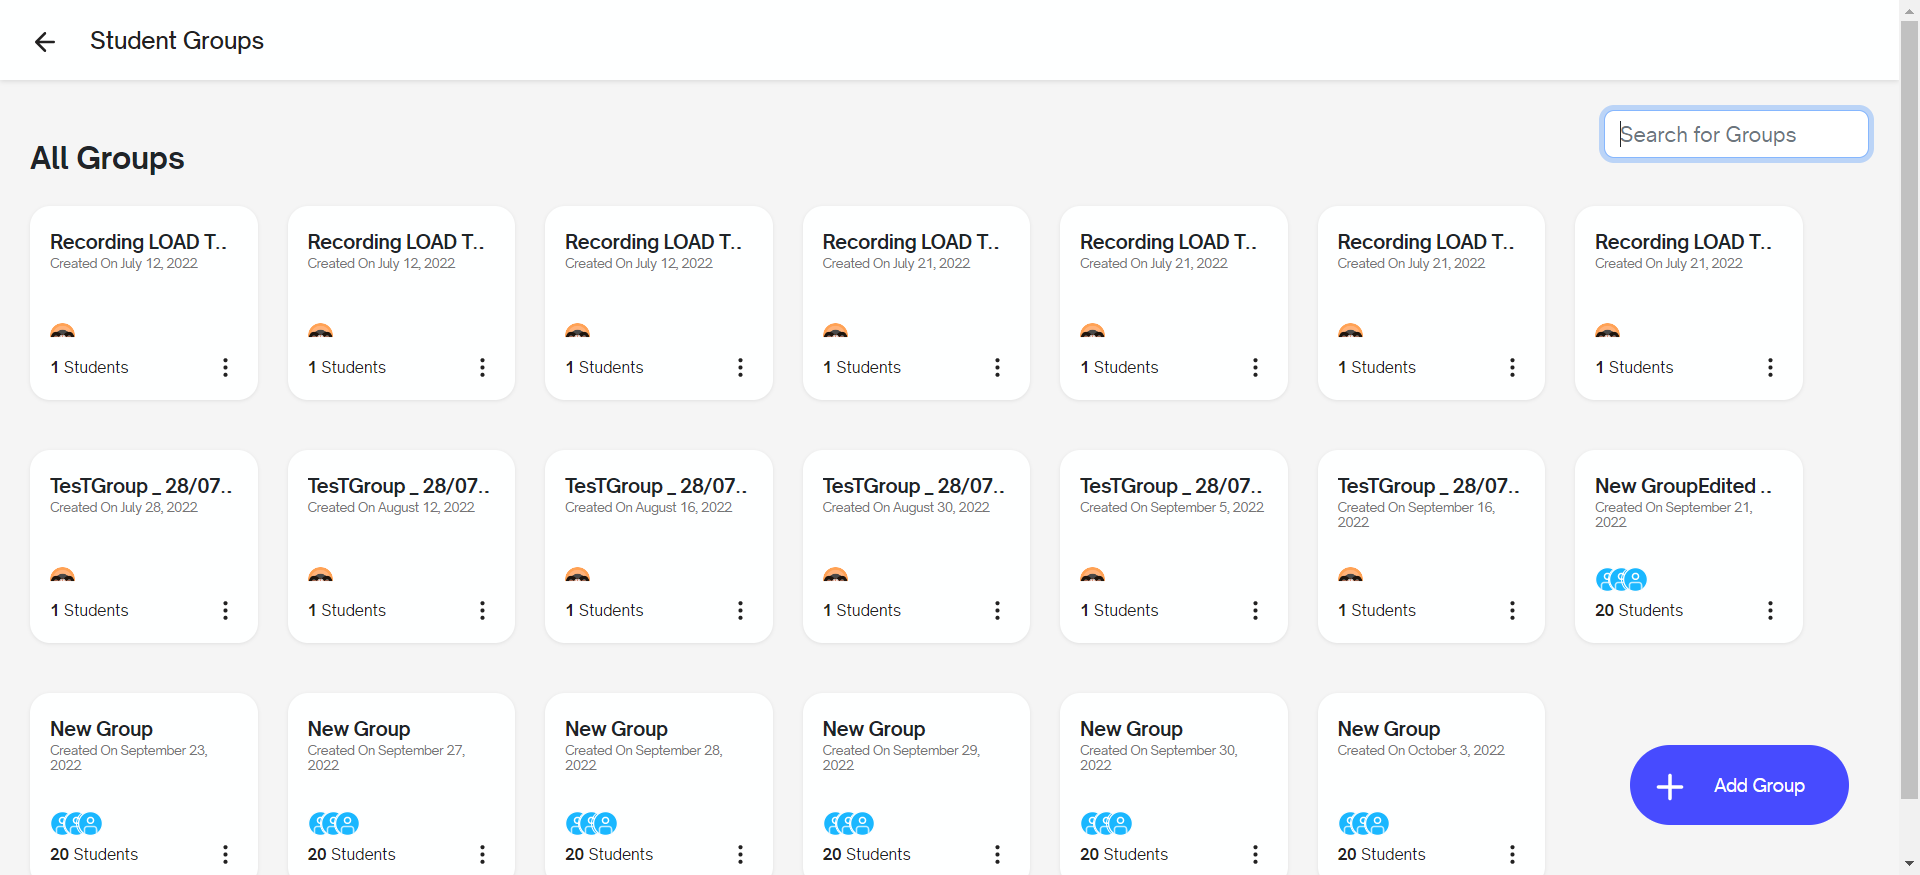 Student Groups
Search for Groups
All Groups
Recording LOAD T..
Created On July 12, 2022
1 Students
Recording LOAD T..
Created On July 12, 2022
1 Students
Recording LOAD T..
Created On July 12, 2022
1 Students
Recording LOAD T..
Created On July 21, 2022
1 Students
Recording LOAD T..
Created On July 21, 2022
1 Students
Recording LOAD T..
Created On July 21, 2022
1 Students
Recording LOAD T..
Created On July 21, 2022
1 Students
TesTGroup _ 28/07..
Created On July 28, 2022
1 Students
TesTGroup _ 28/07..
Created On August 12, 2022
1 Students
TesTGroup _ 28/07..
Created On August 16, 2022
1 Students
TesTGroup _ 28/07..
Created On August 30, 2022
1 Students
TesTGroup _ 28/07..
Created On September 5, 2022
1 Students
TesTGroup _ 28/07..
Created On September 16,
2022
1 Students
New GroupEdited ..
Created On September 21,
2022
20 Students
New Group
Created On September 23,
2022
20 Students
New Group
Created On September 27,
2022
20 Students
New Group
Created On September 28,
2022
20 Students
New Group
Created On September 29,
2022
20 Students
New Group
Created On September 30,
2022
20 Students
New Group
Created On October 3, 2022
20 Students
Add Group